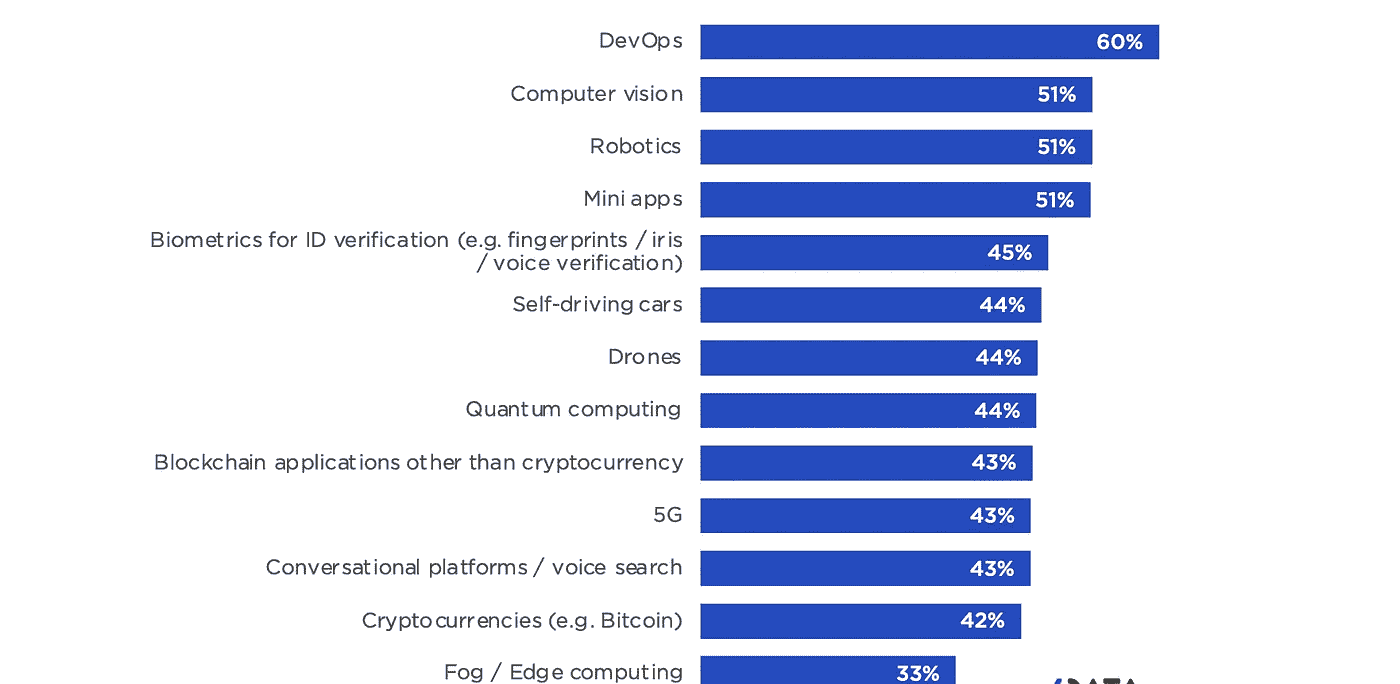 DevOps 60%
Computer vision 51%
Robotics 51%
Mini apps 51%
Biometrics for ID verification (e.g. fingerprints / iris
/ voice verification) 45%
Self-driving cars 44%
Drones 44%
Quantum computing 44%
Blockchain applications other than cryptocurrency 43%
5G 43%
Conversational platforms / voice search 43%
Cryptocurrencies (e.g. Bitcoin) 42%
Fog / Edge computing 33%